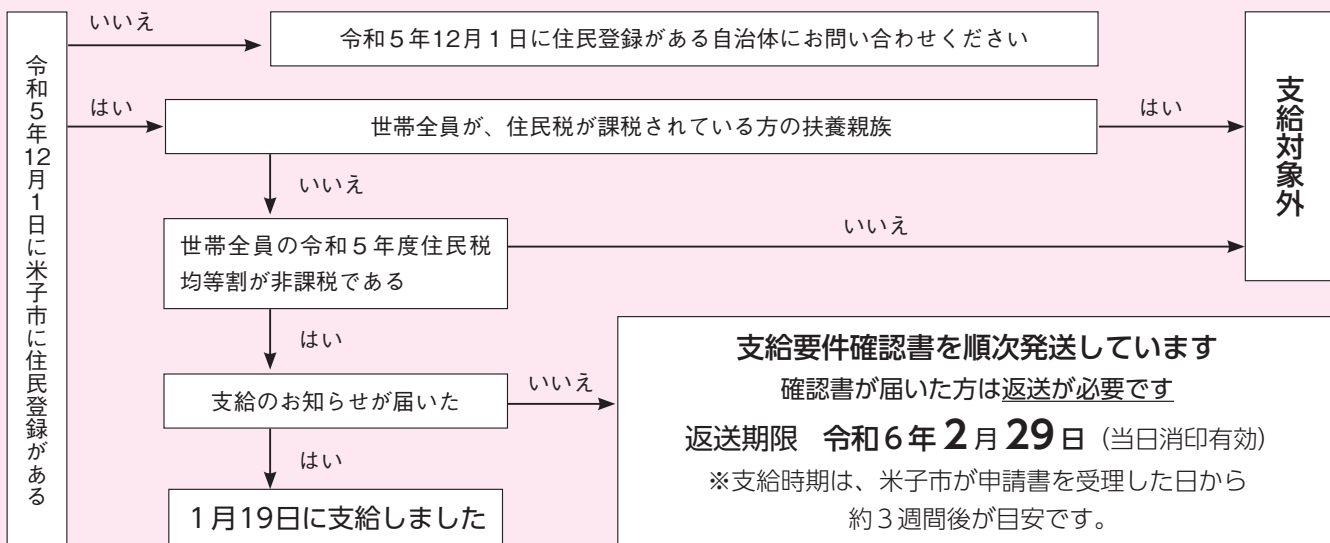 令和5年12月1日に米子市に住民登録がある
いいえ
令和5年12月1日に住民登録がある自治体にお問い合わせください
はい
世帯全員が、住民税が課税されている方の扶養親族
はい
支給対象外
いいえ
世帯全員の令和5年度住民税
均等割が非課税である
いいえ
はい
支給のお知らせが届いた
いいえ
はい
1月19日に支給しました
支給要件確認書を順次発送しています
確認書が届いた方は返送が必要です
返送期限 令和6年2月29日(当日消印有効)
※支給時期は、米子市が申請書を受理した日から
約3週間後が目安です。